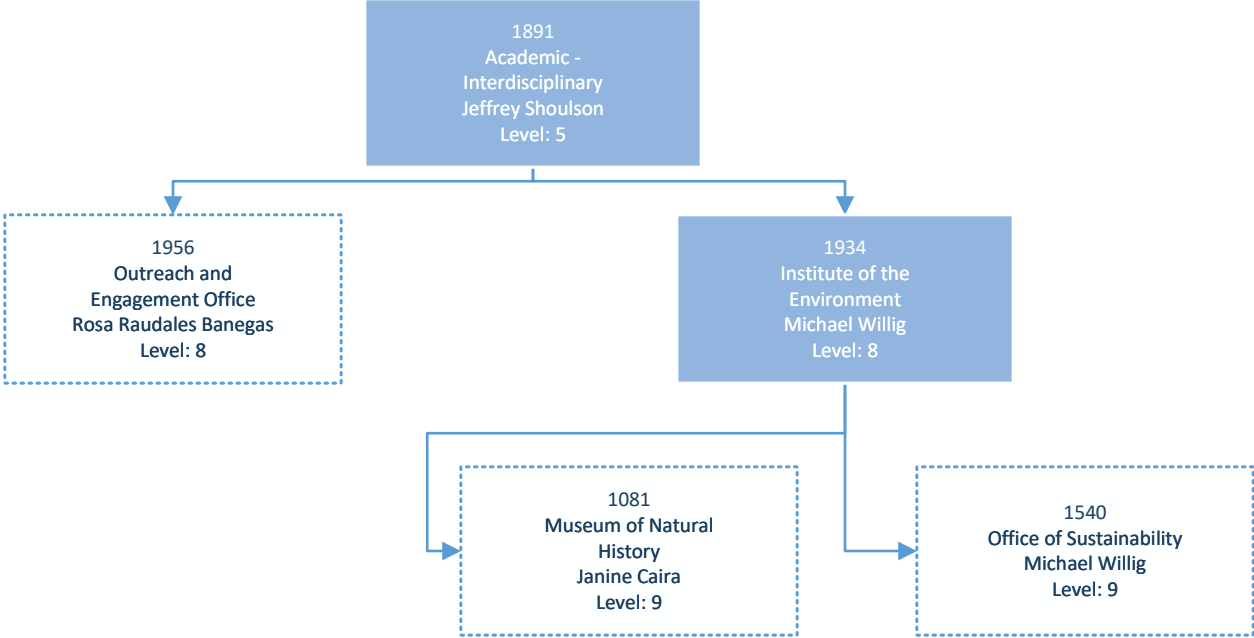 1891
Academic -
Interdisciplinary
Jeffrey Shoulson
Level: 5
1956
Outreach and
Engagement Office
Rosa Raudales Banegas
Level: 8
1934
Institute of the
Environment
Michael Willig
Level: 8
1081
Museum of Natural
History
Janine Caira
Level: 9
1540
Office of Sustainability
Michael Willig
Level: 9